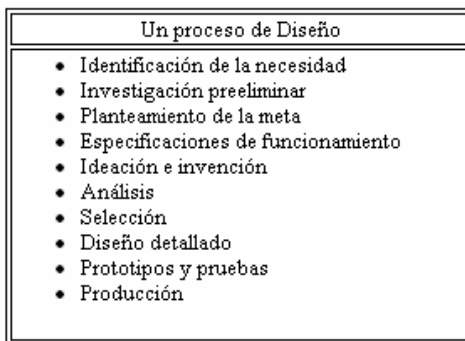 Un proceso de Diseño
• Identificación de la necesidad
• Investigación preeliminar
• Planteamiento de la meta
• Especificaciones de funcionamiento
• Ideación e invención
• Análisis
• Selección
• Diseño detallado
• Prototipos y pruebas
• Producción